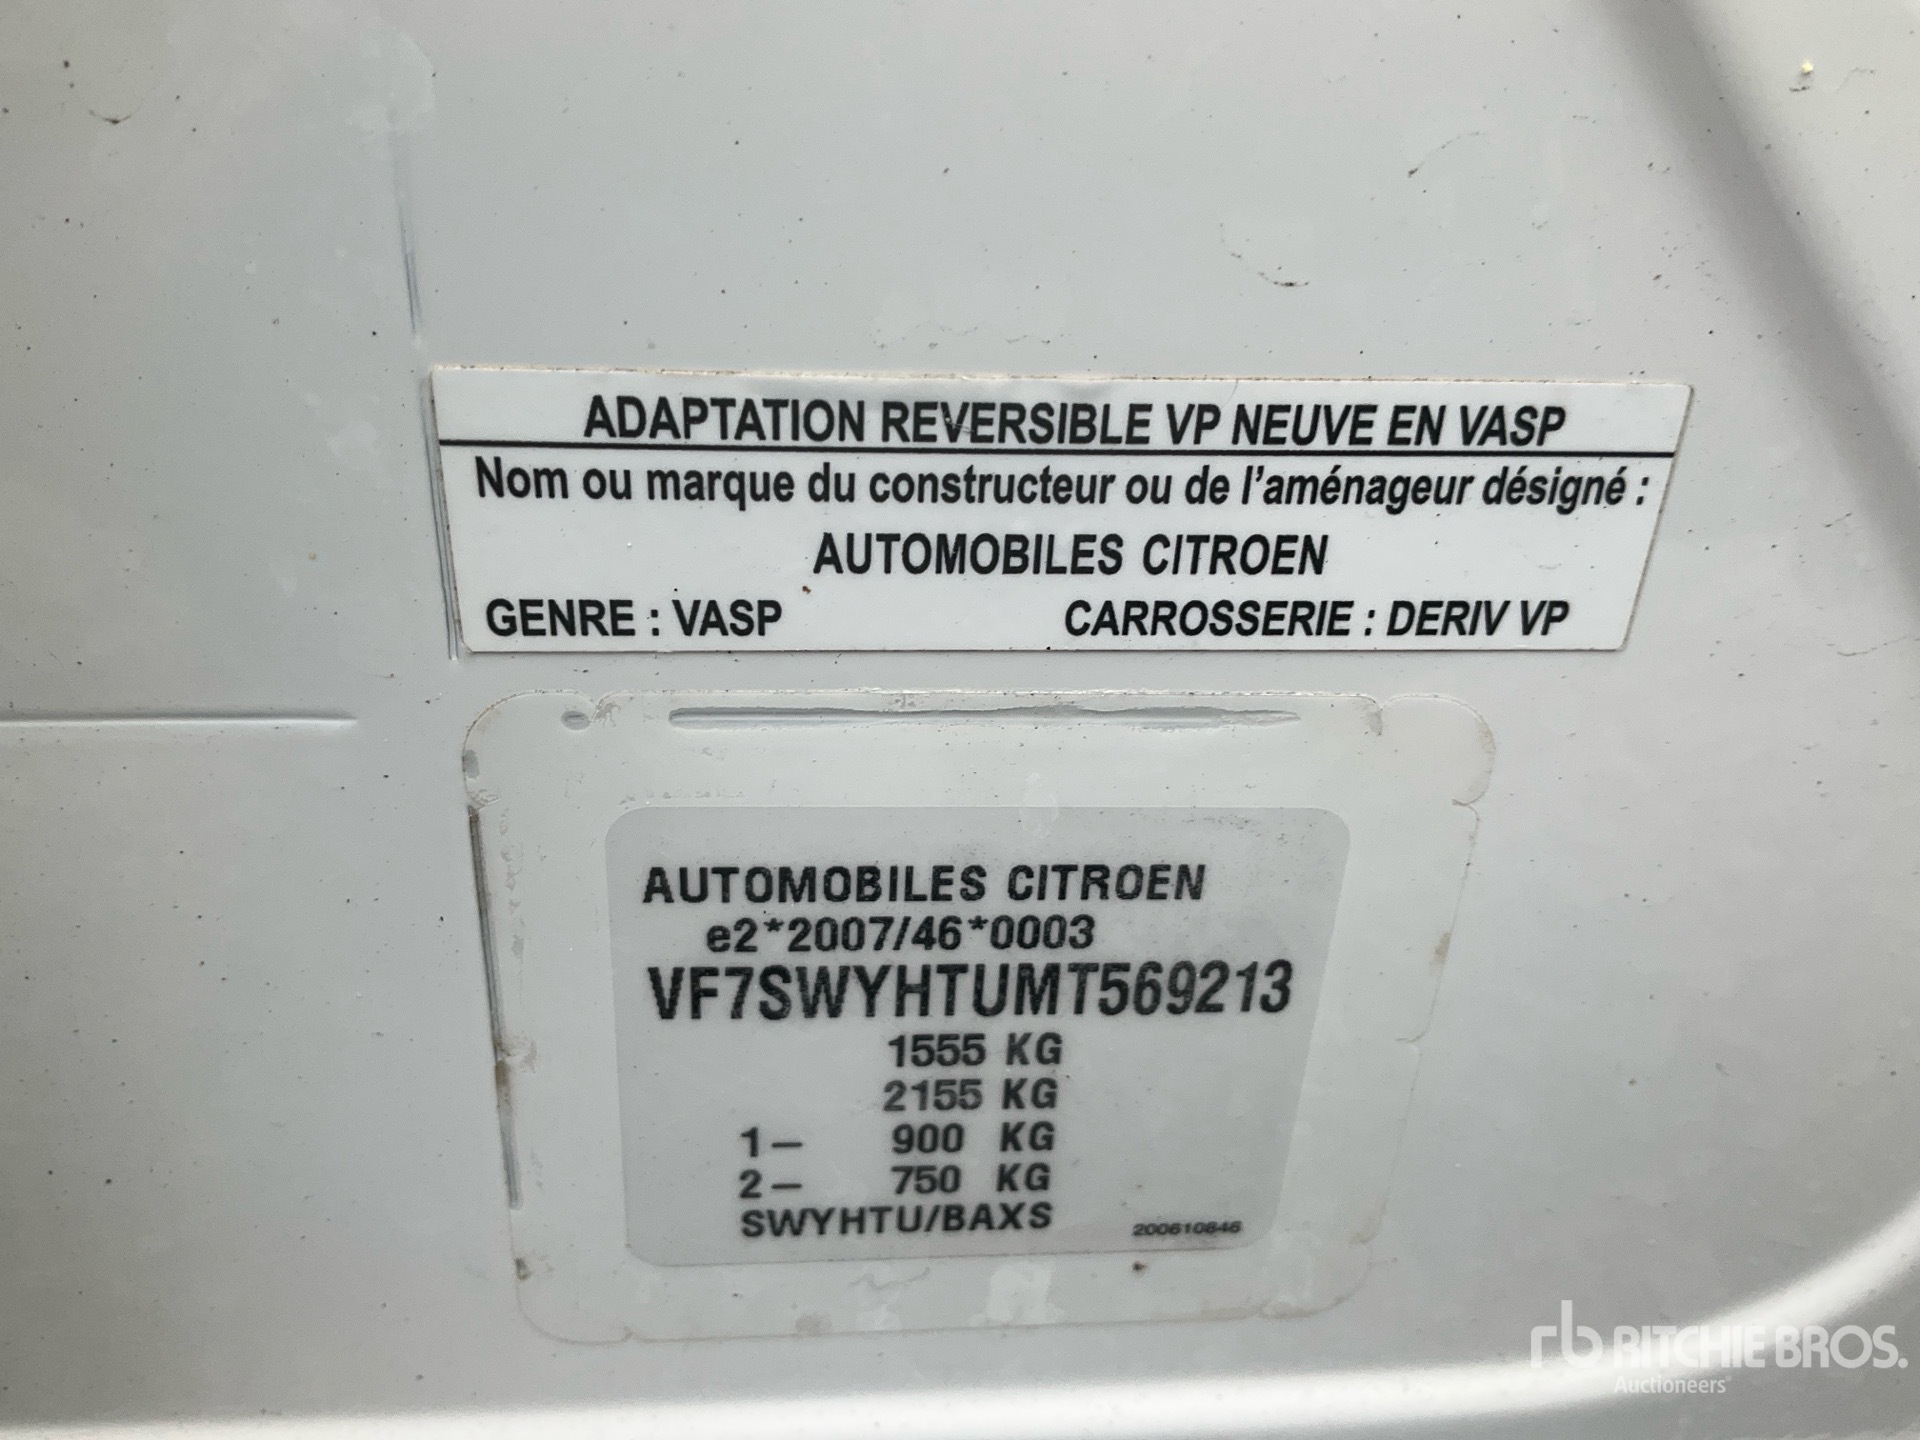 ADAPTATION REVERSIBLE VP NEUVE EN VASP
Nom ou marque du constructeur ou de l'aménageur désigné :
AUTOMOBILES CITROEN
GENRE : VASP CARROSSERIE : DERIV VP
AUTOMOBILES CITROEN
e2*2007/46*0003
VF7SWYHTUMT569213
1555 KG
2155 KG
1— 900 KG
2— 750 KG
SWYHTU/BAXS 200610846
rb RITCHIE BROS.
Auctioneers